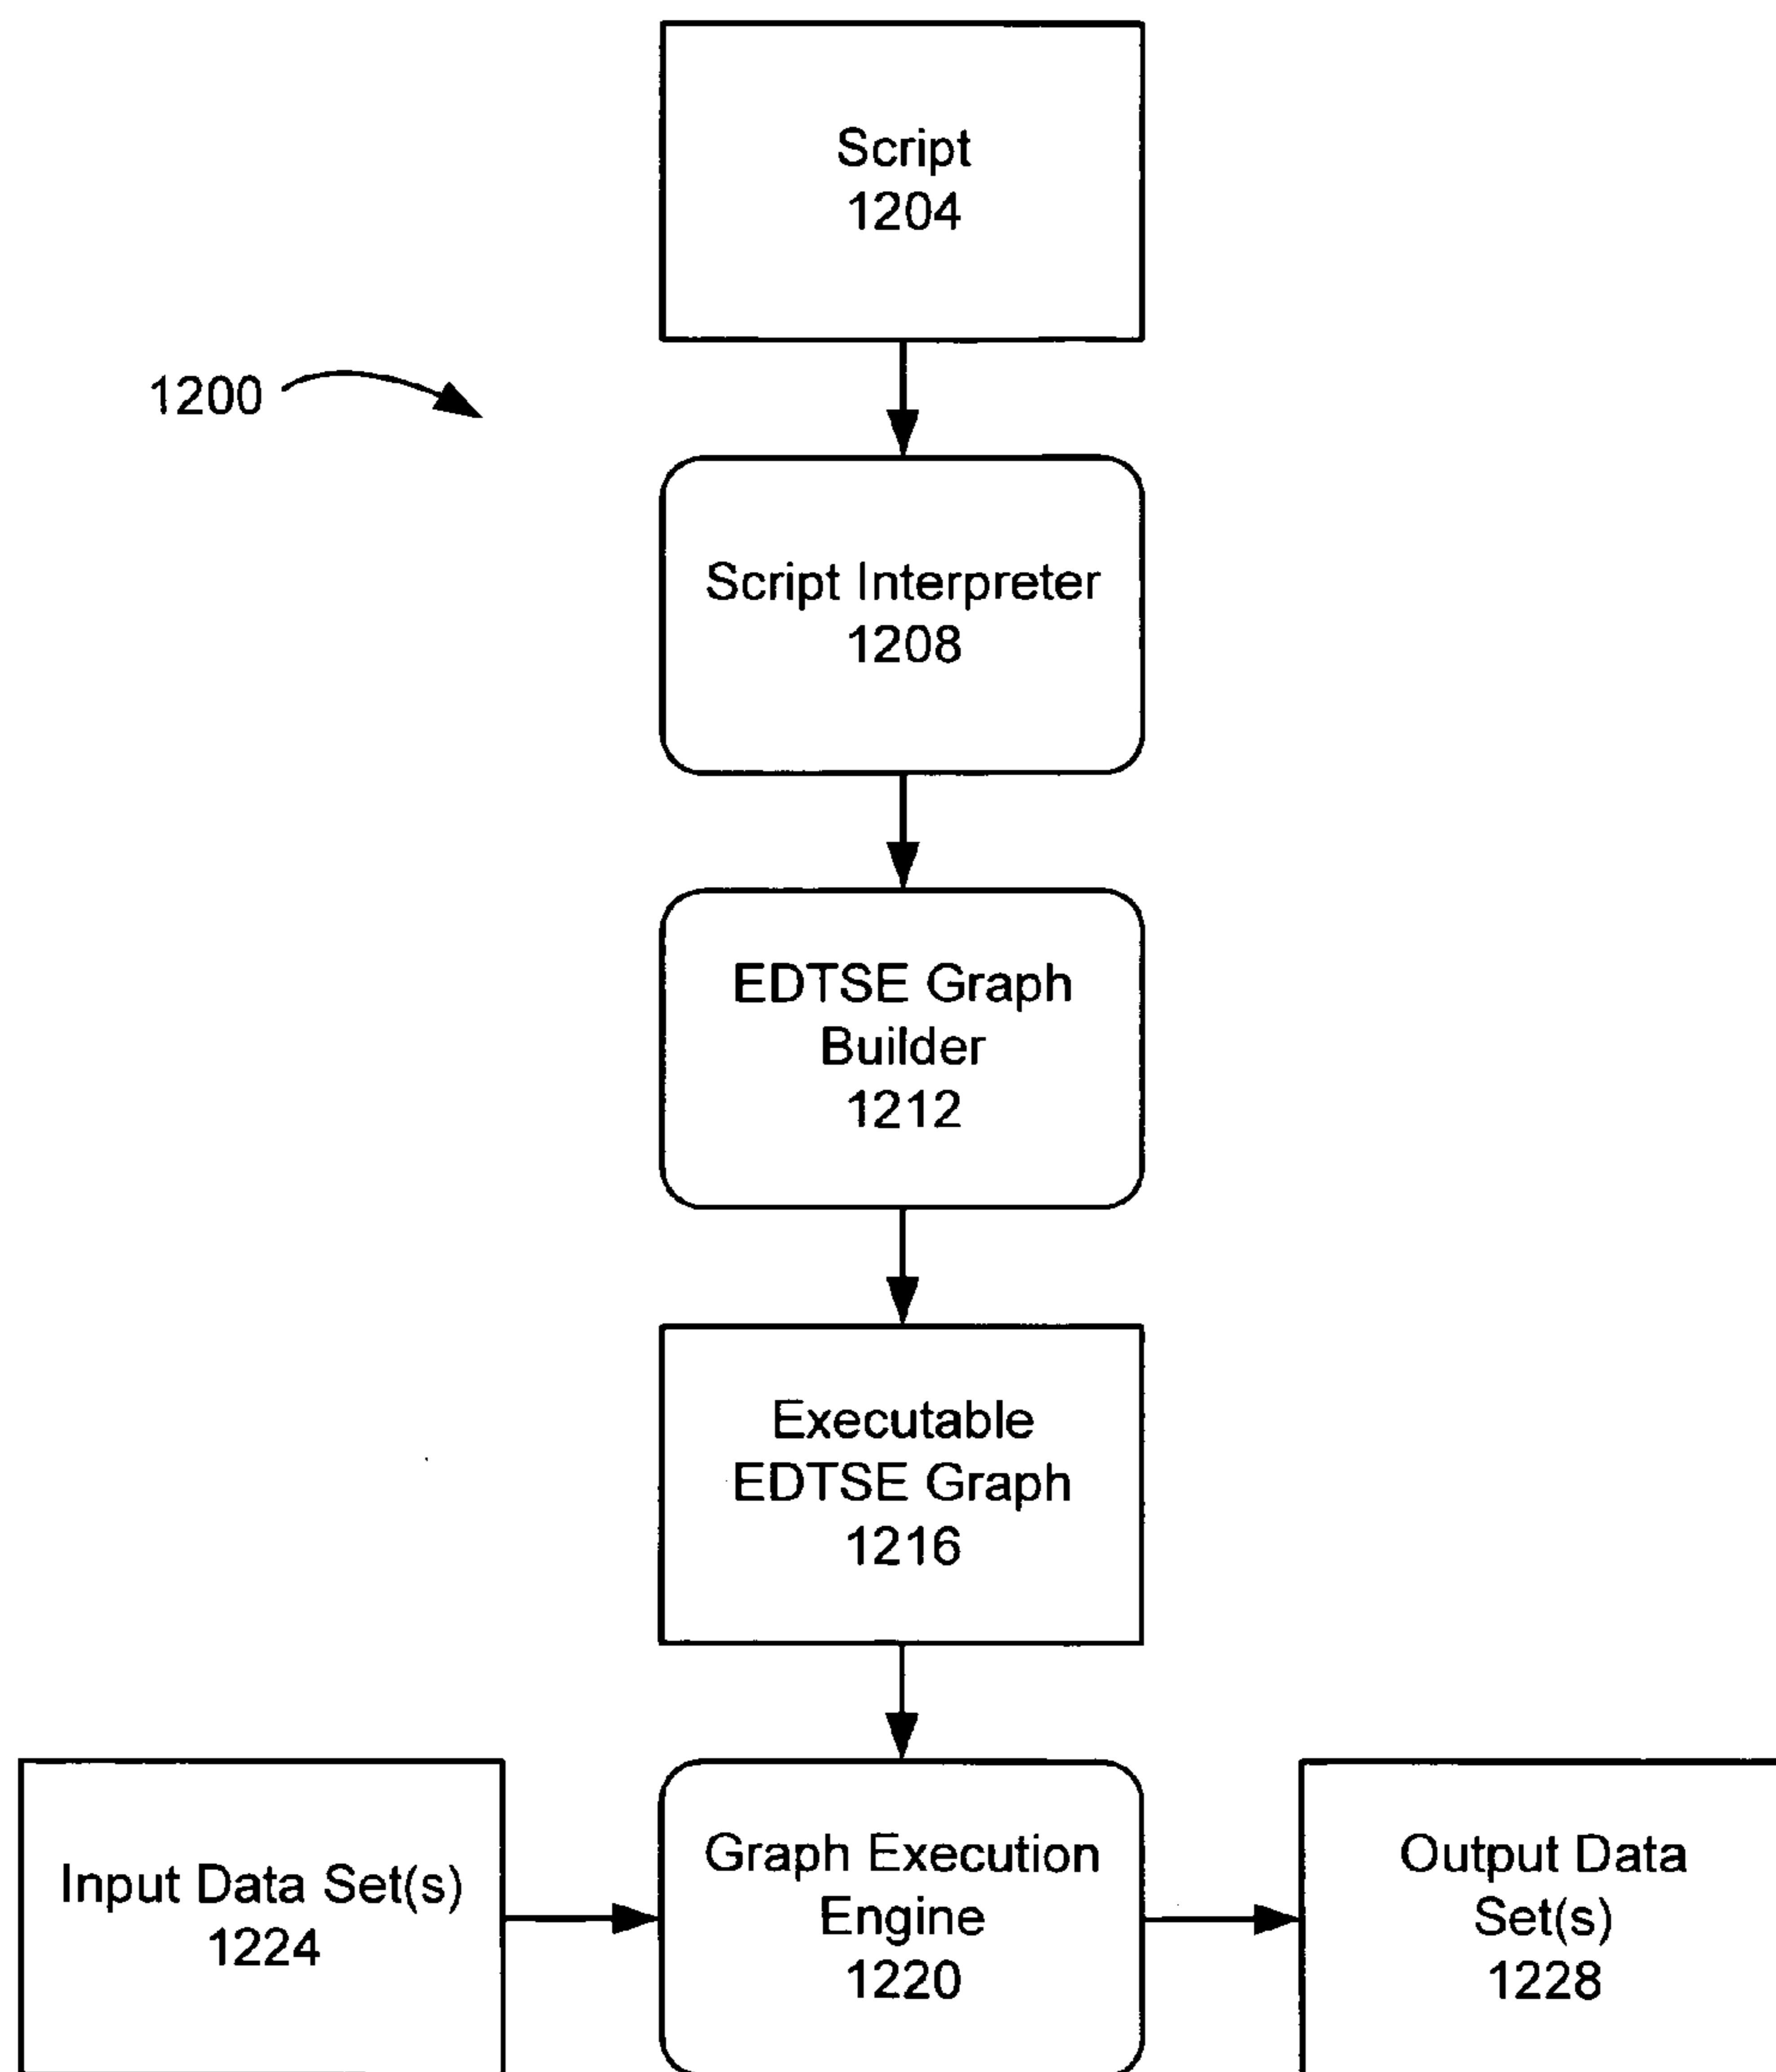 Script
1204
1200
Script Interpreter
1208
EDTSE Graph
Builder
1212
Executable
EDTSE Graph
1216
Input Data Set(s)
1224
Graph Execution
Engine
1220
Output Data
Set(s)
1228